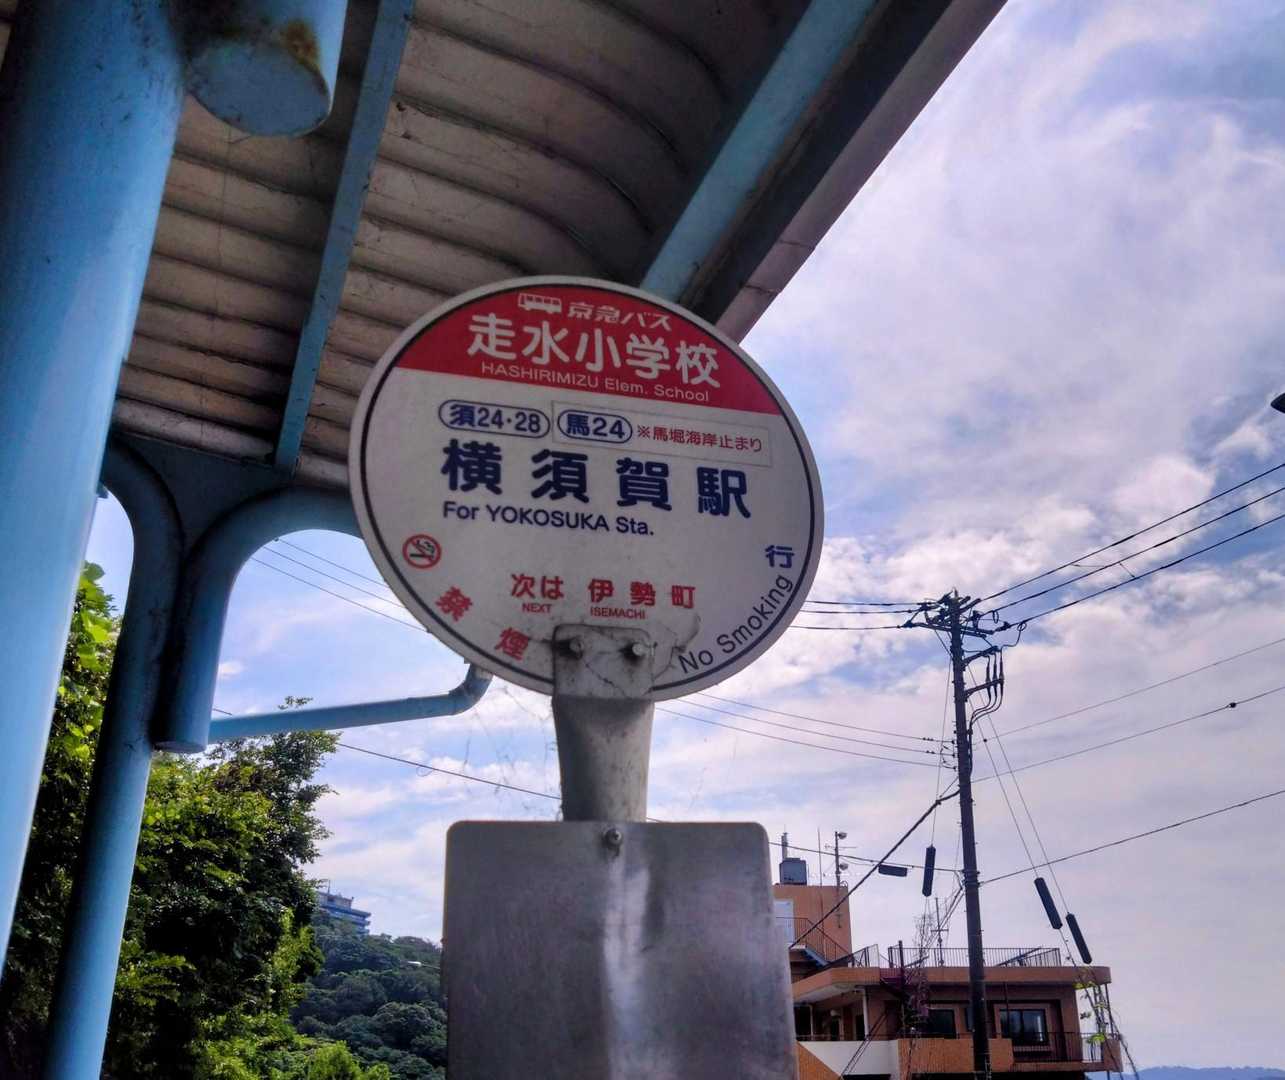 京急バス
走水小学校
HASHIRIMIZU Elem. School
須24・28 馬24 ※馬堀海岸止まり
横須賀駅
For YOKOSUKA Sta.
行
次は 伊勢町
NEXT ISEMACHI
禁煙
No Smoking